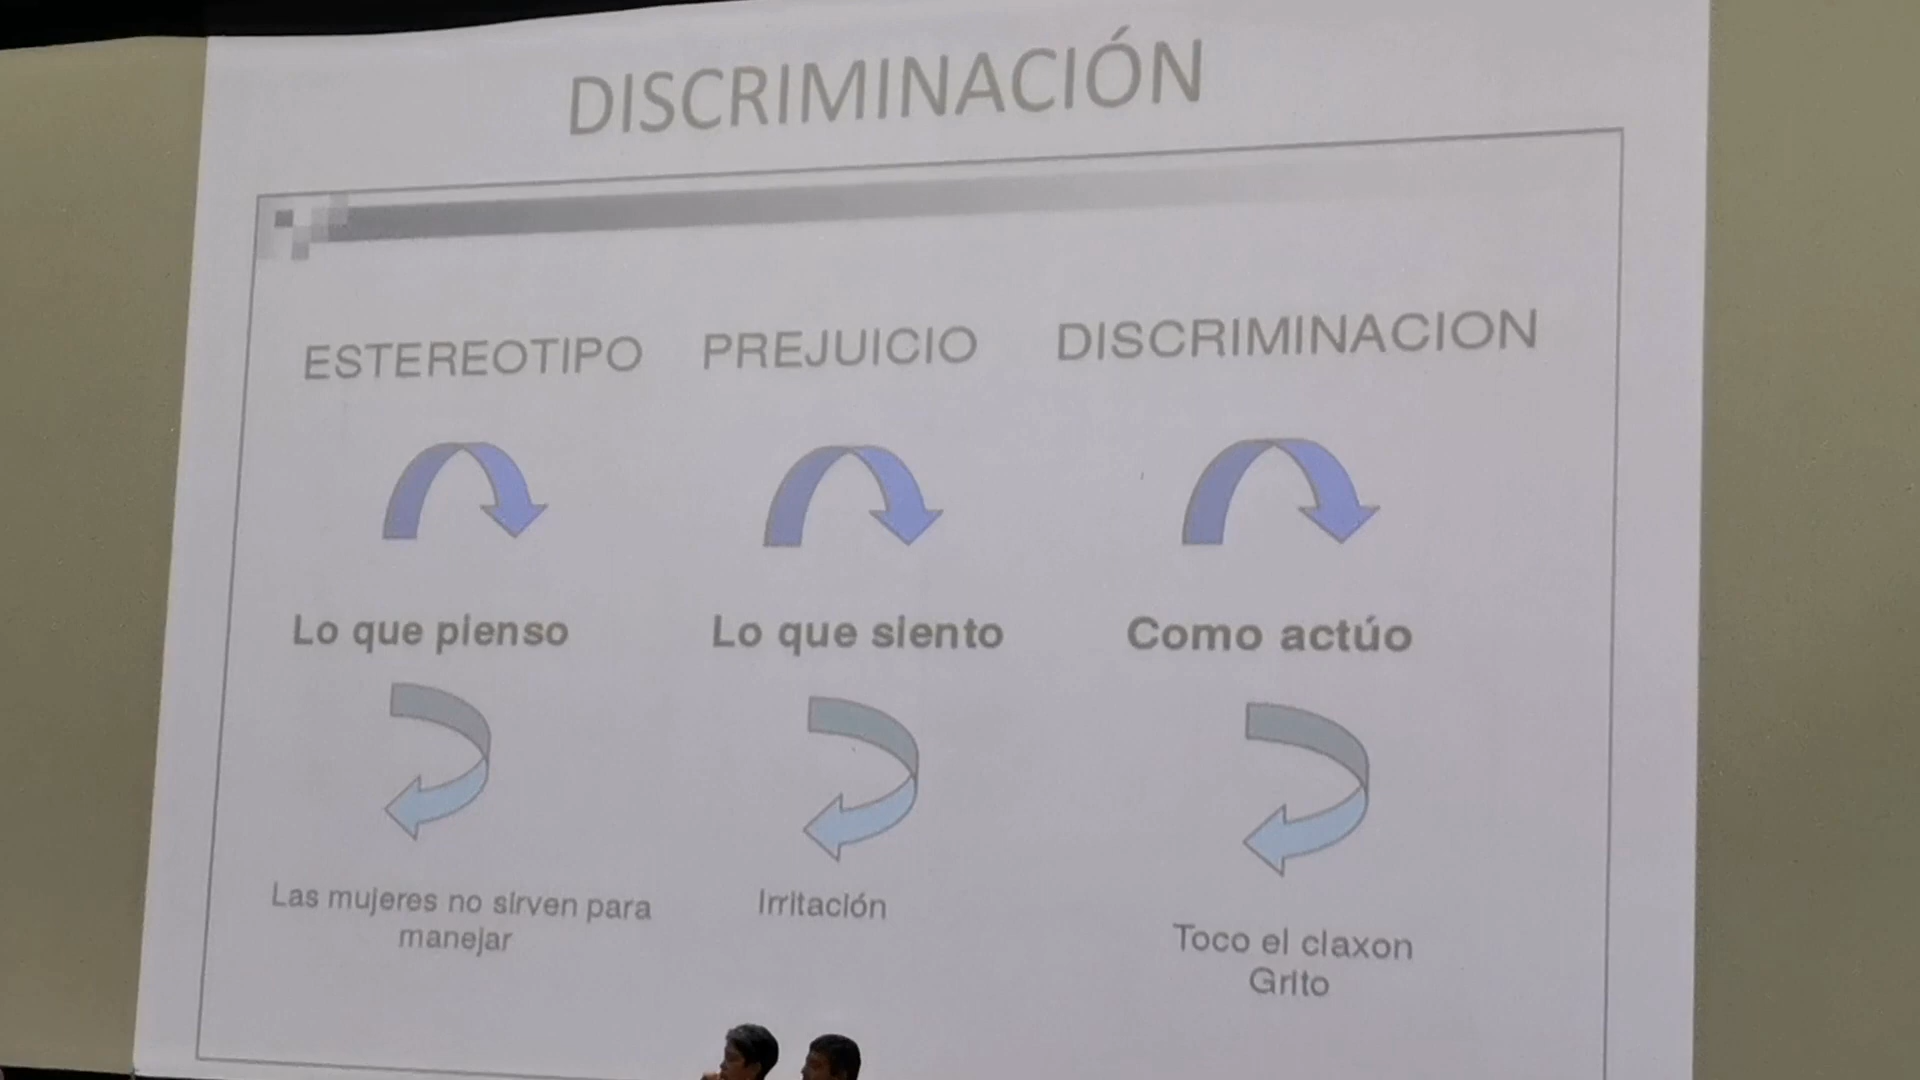 DISCRIMINACIÓN
ESTEREOTIPO
PREJUICIO
DISCRIMINACION
Lo que pienso
Lo que siento
Como actúo
Las mujeres no sirven para
manejar
Irritación
Toco el claxon
Grito